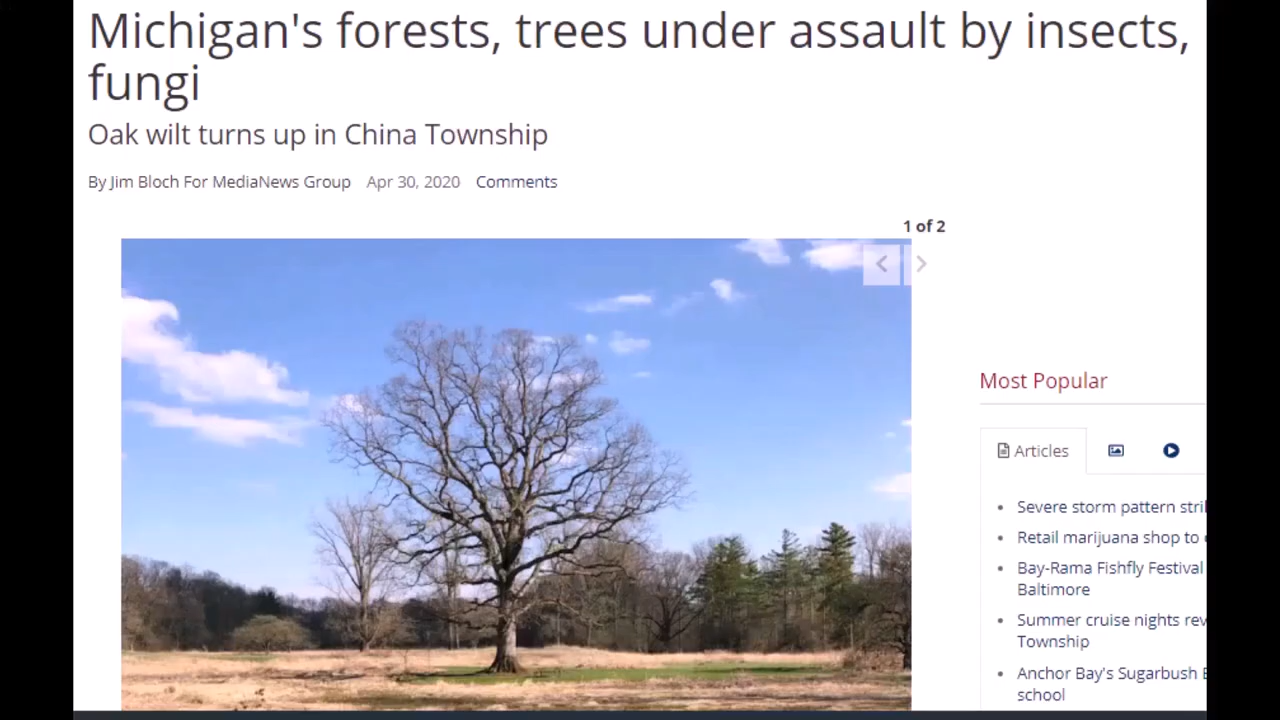 Michigan's forests, trees under assault by insects,
fungi
Oak wilt turns up in China Township
By Jim Bloch For MediaNews Group Apr 30, 2020 Comments
1 of 2
Most Popular
Articles
Severe storm pattern
Retail marijuana shop to
Bay-Rama Fishfly Festival
Baltimore
Summer cruise nights
Township
Anchor Bay's Sugarbush
school